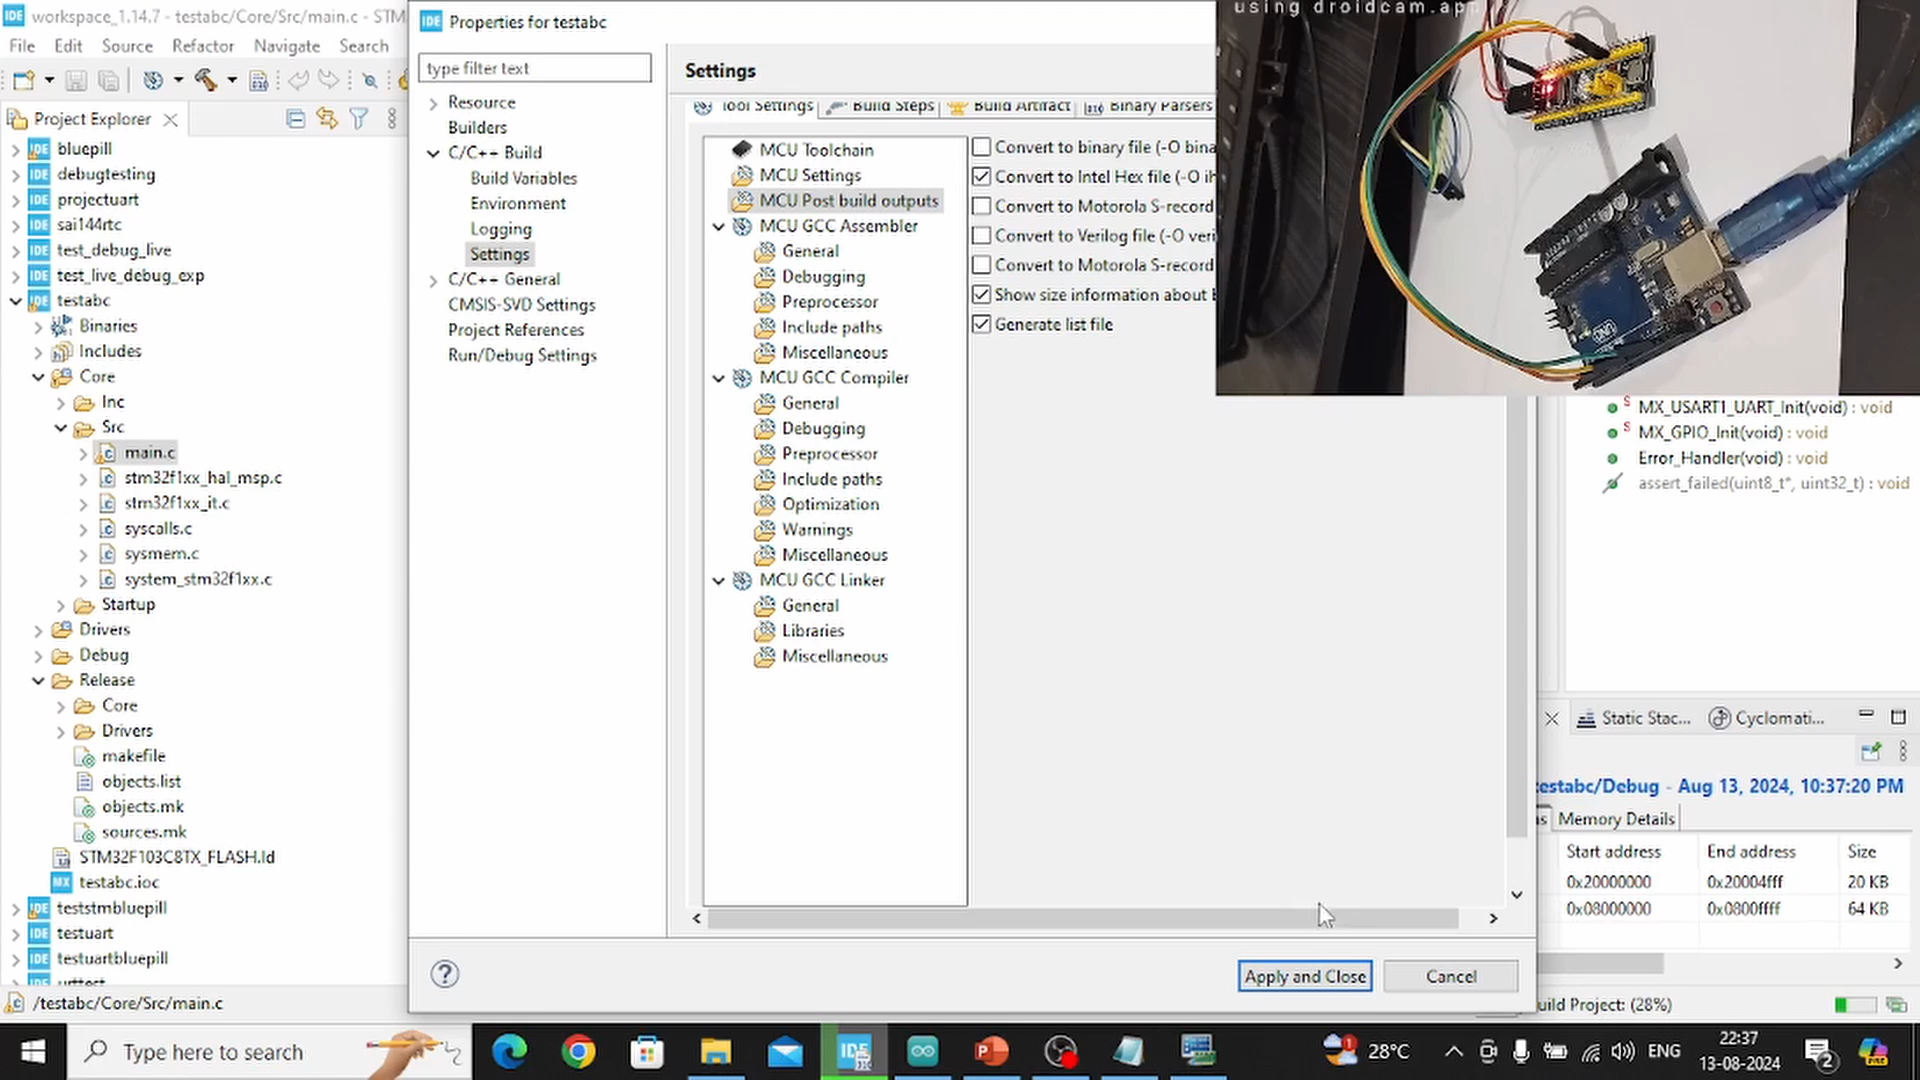 workspace_1.14.7 - testabc/Core/Src/main.c - STM
File Edit Source Refactor Navigate Search
Project Explorer
bluepill
debugtesting
projectuart
sai144rtc
test_debug_live
test_live_debug_exp
testabc
Binaries
Includes
Core
Inc
Src
main.c
stm32f1xx_hal_msp.c
stm32f1xx_it.c
syscalls.c
sysmem.c
system_stm32f1xx.c
Startup
Drivers
Debug
Release
Core
Drivers
makefile
objects.list
objects.mk
sources.mk
STM32F103C8TX_FLASH.ld
testabc.ioc
teststmbluepill
testuart
testuartbluepill
/testabc/Core/Src/main.c
Properties for testabc
type filter text
Resource
Builders
C/C++ Build
Build Variables
Environment
Logging
Settings
C/C++ General
CMSIS-SVD Settings
Project References
Run/Debug Settings
Settings
Tool Settings Build Steps Build Artifact Binary Parsers
MCU Toolchain
MCU Settings
MCU Post build outputs
MCU GCC Assembler
General
Debugging
Preprocessor
Include paths
Miscellaneous
MCU GCC Compiler
General
Debugging
Preprocessor
Include paths
Optimization
Warnings
Miscellaneous
MCU GCC Linker
General
Libraries
Miscellaneous
Convert to binary file (-O bina
Convert to Intel Hex file (-O ih
Convert to Motorola S-record
Convert to Verilog file (-O veri
Convert to Motorola S-record
Show size information about
Generate list file
Apply and Close Cancel
using droidcam.app
MX_USART1_UART_Init(void) : void
MX_GPIO_Init(void) : void
Error_Handler(void) : void
assert_failed(uint8_t*, uint32_t) : void
Static Stac... Cyclomati...
estabc/Debug - Aug 13, 2024, 10:37:20 PM
Memory Details
Start address End address Size
0x20000000 0x20004fff 20 KB
0x08000000 0x0800ffff 64 KB
uild Project: (28%)
Type here to search
28°C
ENG
22:37
13-08-2024